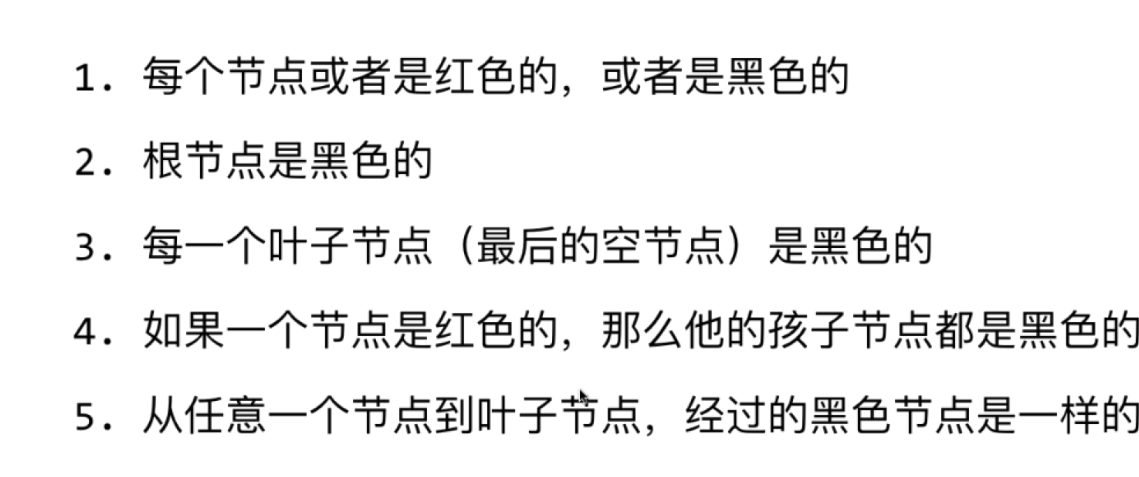 1. 每个节点或者是红色的，或者是黑色的
2. 根节点是黑色的
3. 每一个叶子节点（最后的空节点）是黑色的
4. 如果一个节点是红色的，那么他的孩子节点都是黑色的
5. 从任意一个节点到叶子节点，经过的黑色节点是一样的